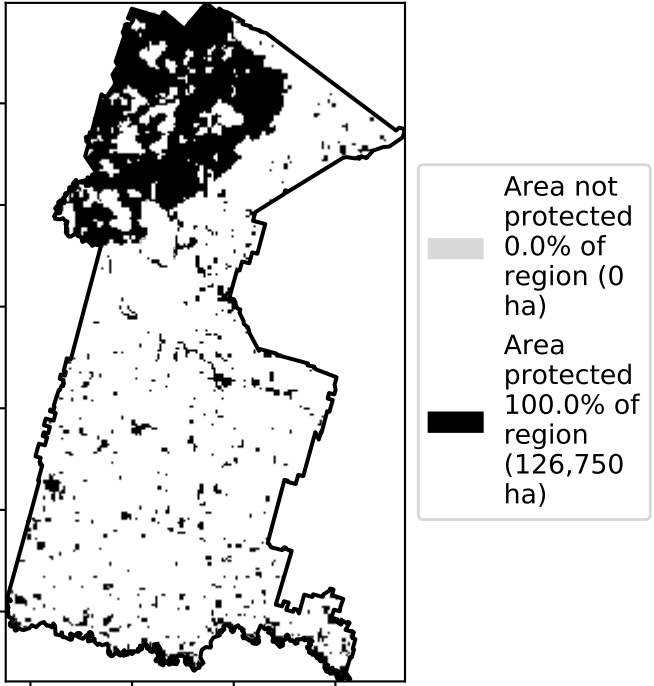 Area not
protected
0.0% of
region (0
ha)
Area
protected
100.0% of
region
(126,750
ha)